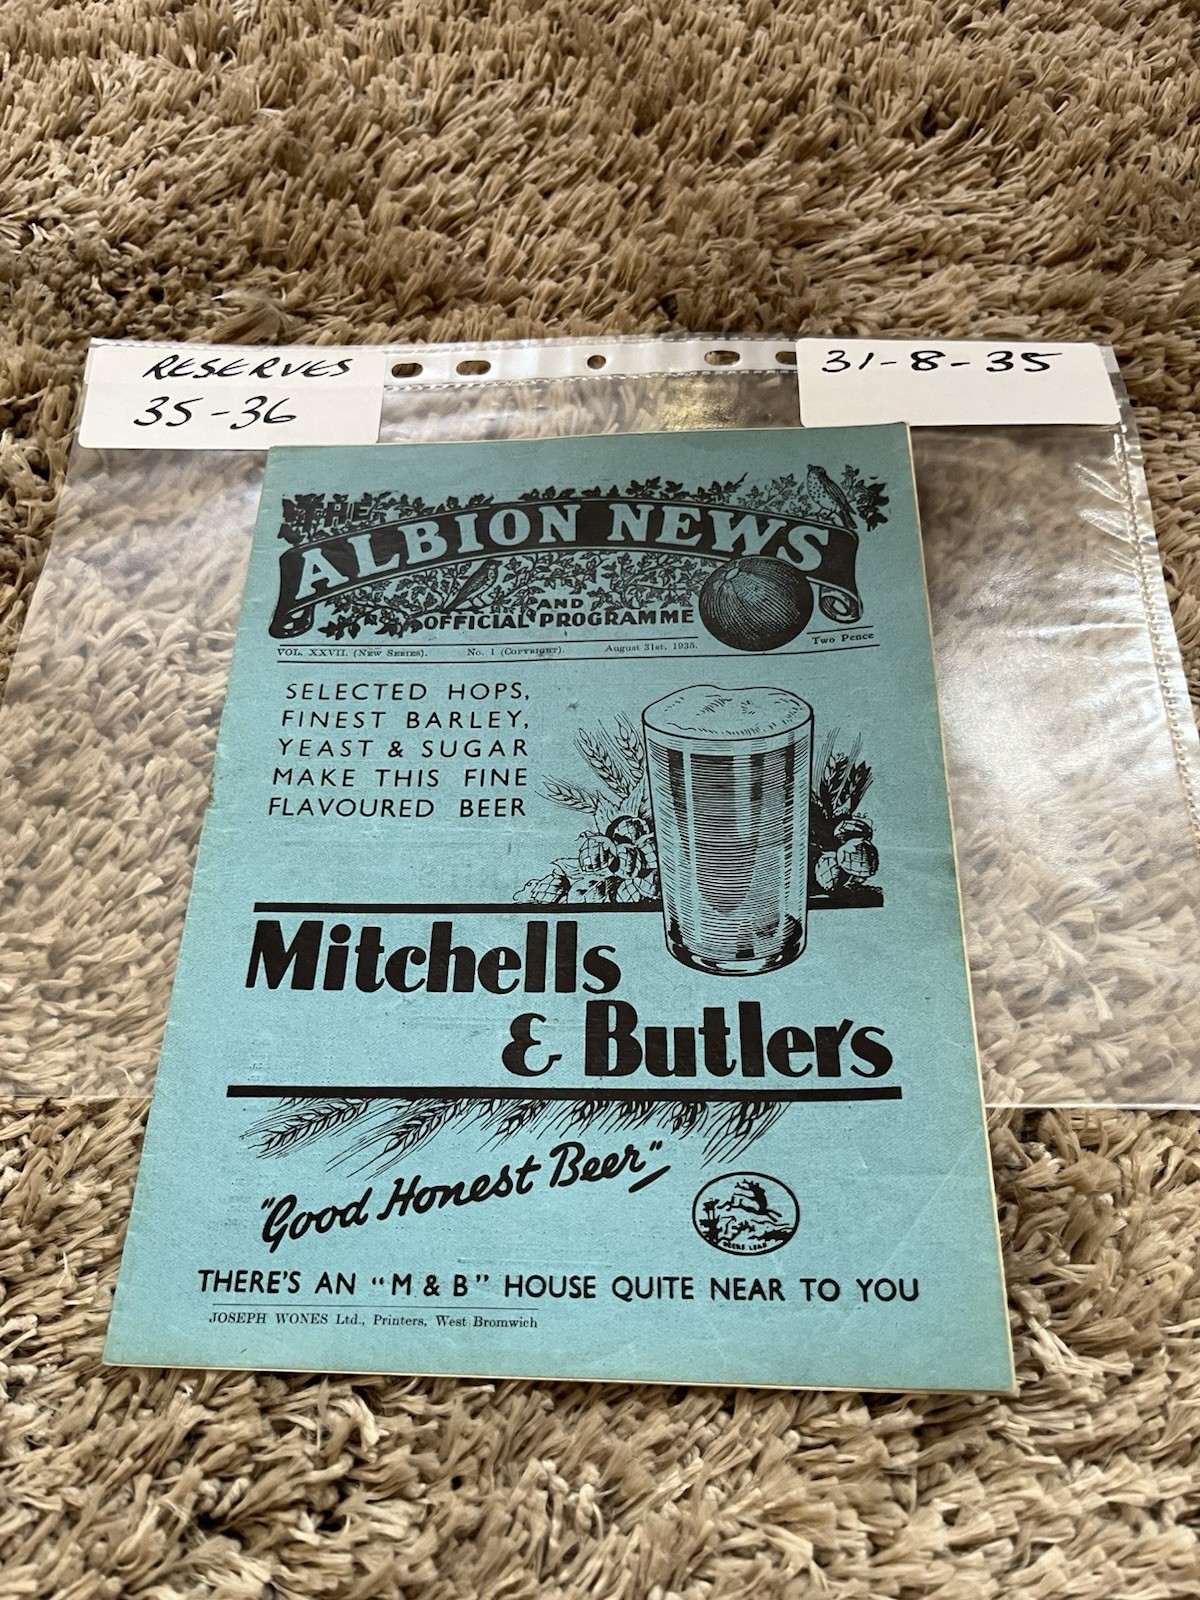 RESERVES
35-36
31-8-35
THE
ALBION NEWS
AND
OFFICIAL PROGRAMME
Two Pence
VOL. XXVII. (New Series). No. 1 (Copyright). August 31st, 1935.
SELECTED HOPS,
FINEST BARLEY,
YEAST & SUGAR
MAKE THIS FINE
FLAVOURED BEER
Mitchells
& Butlers
"Good Honest Beer"
DEERS LEAP
THERE'S AN "M & B" HOUSE QUITE NEAR TO YOU
JOSEPH WONES Ltd., Printers, West Bromwich